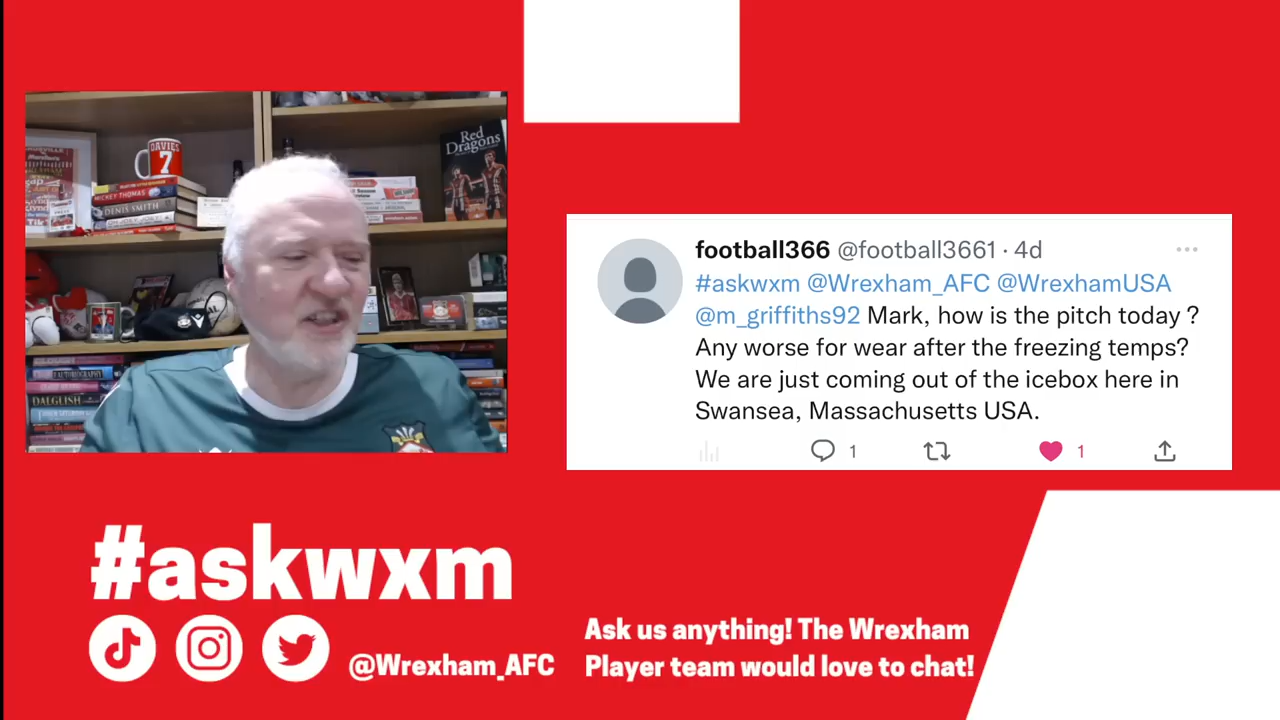 DAVIES
7
MICKEY THOMAS
DENIS SMITH
Red
Dragons
DALGLISH
football366 @football3661 · 4d
#askwxm @Wrexham_AFC @WrexhamUSA
@m_griffiths92 Mark, how is the pitch today ?
Any worse for wear after the freezing temps?
We are just coming out of the icebox here in
Swansea, Massachusetts USA.
1
1
#askwxm
@Wrexham_AFC
Ask us anything! The Wrexham
Player team would love to chat!